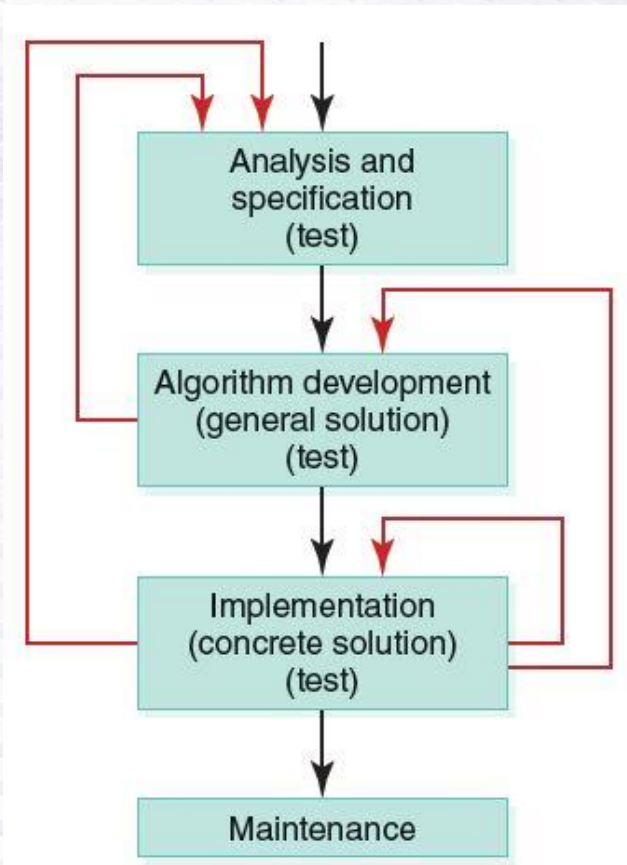 Analysis and
specification
(test)
Algorithm development
(general solution)
(test)
Implementation
(concrete solution)
(test)
Maintenance